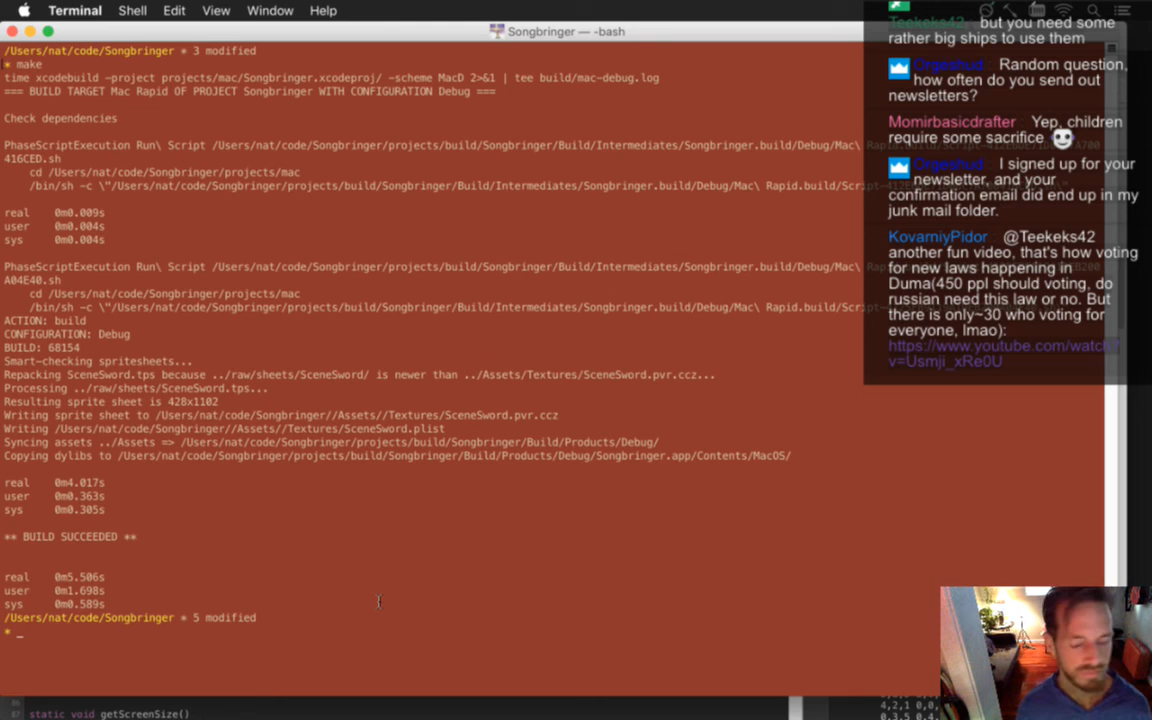 Terminal Shell Edit View Window Help
Songbringer — -bash
/Users/nat/code/Songbringer * 3 modified
* make
time xcodebuild -project projects/mac/Songbringer.xcodeproj/ -scheme MacD 2>&1 | tee build/mac-debug.log
=== BUILD TARGET Mac Rapid OF PROJECT Songbringer WITH CONFIGURATION Debug ===
Check dependencies
PhaseScriptExecution Run\ Script /Users/nat/code/Songbringer/projects/build/Songbringer/Build/Intermediates/Songbringer.build/Debug/Mac\
416CED.sh
cd /Users/nat/code/Songbringer/projects/mac
/bin/sh -c \"/Users/nat/code/Songbringer/projects/build/Songbringer/Build/Intermediates/Songbringer.build/Debug/Mac\ Rapid.build/
real 0m0.009s
user 0m0.004s
sys 0m0.004s
PhaseScriptExecution Run\ Script /Users/nat/code/Songbringer/projects/build/Songbringer/Build/Intermediates/Songbringer.build/Debug/Mac\
A04E40.sh
cd /Users/nat/code/Songbringer/projects/mac
/bin/sh -c \"/Users/nat/code/Songbringer/projects/build/Songbringer/Build/Intermediates/Songbringer.build/Debug/Mac\ Rapid.build/
ACTION: build
CONFIGURATION: Debug
BUILD: 68154
Smart-checking spritesheets...
Repacking SceneSword.tps because ../raw/sheets/SceneSword/ is newer than ../Assets/Textures/SceneSword.pvr.ccz...
Processing ../raw/sheets/SceneSword.tps...
Resulting sprite sheet is 428x1102
Writing sprite sheet to /Users/nat/code/Songbringer//Assets//Textures/SceneSword.pvr.ccz
Writing /Users/nat/code/Songbringer//Assets//Textures/SceneSword.plist
Syncing assets ../Assets => /Users/nat/code/Songbringer/projects/build/Songbringer/Build/Products/Debug/
Copying dylibs to /Users/nat/code/Songbringer/projects/build/Songbringer/Build/Products/Debug/Songbringer.app/Contents/MacOS/
real 0m4.017s
user 0m0.363s
sys 0m0.305s
** BUILD SUCCEEDED **
real 0m5.506s
user 0m1.698s
sys 0m0.589s
/Users/nat/code/Songbringer * 5 modified
* _
static void getScreenSize()
Teekeks42 but you need some
rather big ships to use them
Orgeshud: Random question,
how often do you send out
newsletters?
Momirbasicdrafter Yep, children
require some sacrifice
Orgeshud: I signed up for your
newsletter, and your
confirmation email did end up in my
junk mail folder.
KovarniyPidor @Teekeks42
another fun video, that's how voting
for new laws happening in
Duma(450 ppl should voting, do
russian need this law or no. But
there is only~30 who voting for
everyone, lmao):
https://www.youtube.com/watch?
v=Usmji_xRe0U